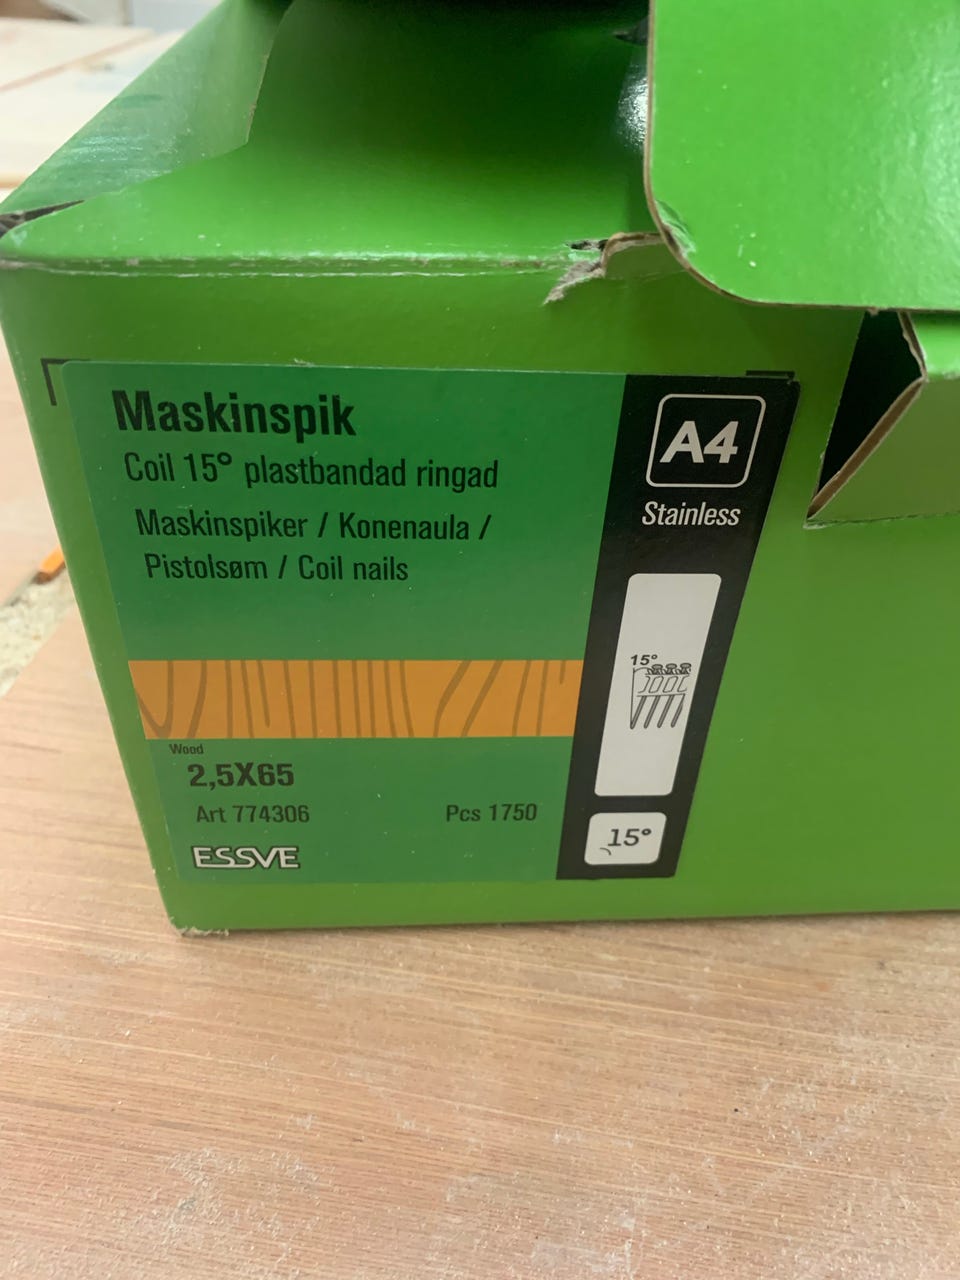 Maskinspik
Coil 15° plastbandad ringad
Maskinspiker / Konenaula /
Pistolsøm / Coil nails
Wood
2,5X65
Art 774306
Pcs 1750
ESSVE
A4
Stainless
15°
15°